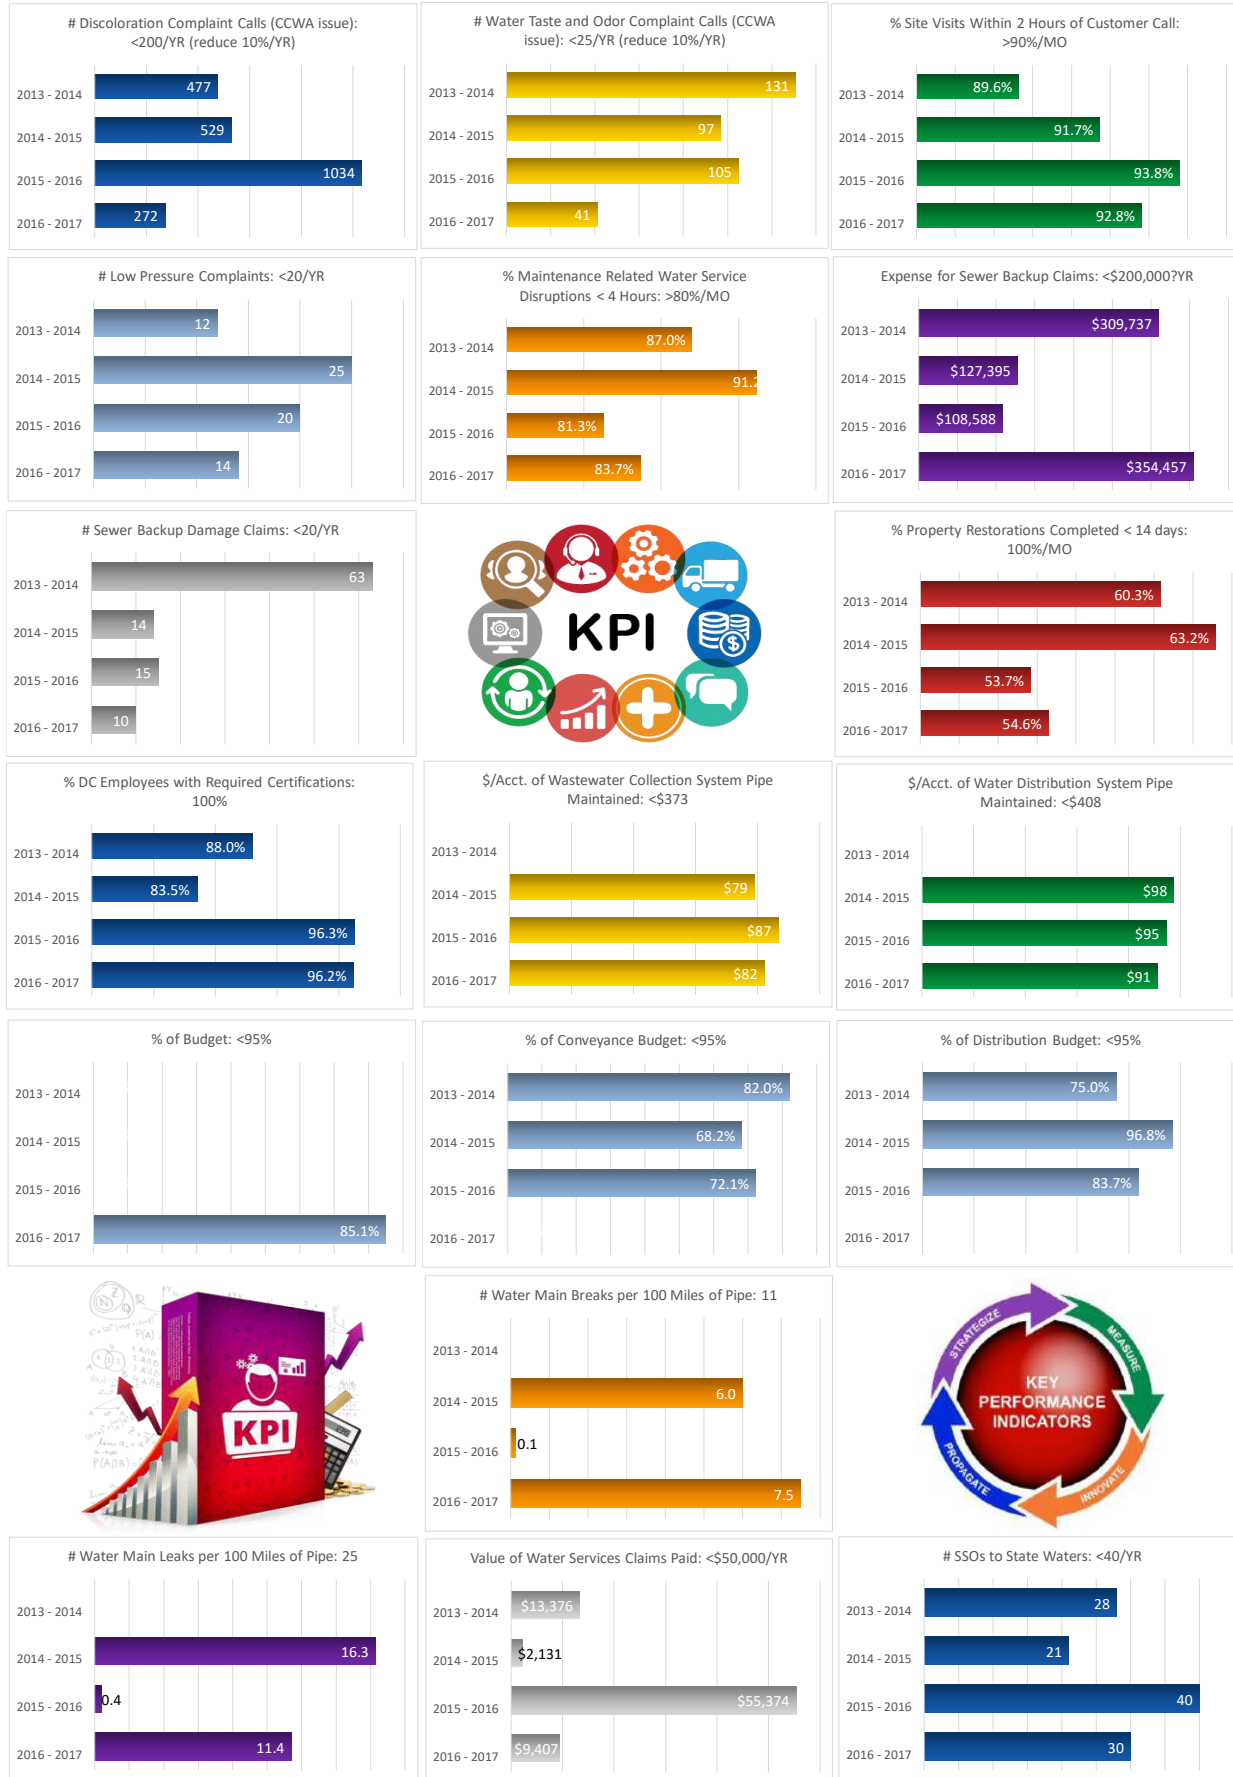 # Discoloration Complaint Calls (CCWA issue):
<200/YR (reduce 10%/YR)
2013 - 2014
477
2014 - 2015
529
2015 - 2016
1034
2016 - 2017
272
# Water Taste and Odor Complaint Calls (CCWA
issue): <25/YR (reduce 10%/YR)
2013 - 2014
131
2014 - 2015
97
2015 - 2016
105
2016 - 2017
41
% Site Visits Within 2 Hours of Customer Call:
>90%/MO
2013 - 2014
89.6%
2014 - 2015
91.7%
2015 - 2016
93.8%
2016 - 2017
92.8%
# Low Pressure Complaints: <20/YR
2013 - 2014
12
2014 - 2015
25
2015 - 2016
20
2016 - 2017
14
% Maintenance Related Water Service
Disruptions < 4 Hours: >80%/MO
2013 - 2014
87.0%
2014 - 2015
91.2
2015 - 2016
81.3%
2016 - 2017
83.7%
Expense for Sewer Backup Claims: <$200,000?YR
2013 - 2014
$309,737
2014 - 2015
$127,395
2015 - 2016
$108,588
2016 - 2017
$354,457
# Sewer Backup Damage Claims: <20/YR
2013 - 2014
63
2014 - 2015
14
2015 - 2016
15
2016 - 2017
10
KPI
% Property Restorations Completed < 14 days:
100%/MO
2013 - 2014
60.3%
2014 - 2015
63.2%
2015 - 2016
53.7%
2016 - 2017
54.6%
% DC Employees with Required Certifications:
100%
2013 - 2014
88.0%
2014 - 2015
83.5%
2015 - 2016
96.3%
2016 - 2017
96.2%
$/Acct. of Wastewater Collection System Pipe
Maintained: <$373
2013 - 2014
2014 - 2015
$79
2015 - 2016
$87
2016 - 2017
$82
$/Acct. of Water Distribution System Pipe
Maintained: <$408
2013 - 2014
2014 - 2015
$98
2015 - 2016
$95
2016 - 2017
$91
% of Budget: <95%
2013 - 2014
2014 - 2015
2015 - 2016
2016 - 2017
85.1%
% of Conveyance Budget: <95%
2013 - 2014
82.0%
2014 - 2015
68.2%
2015 - 2016
72.1%
2016 - 2017
% of Distribution Budget: <95%
2013 - 2014
75.0%
2014 - 2015
96.8%
2015 - 2016
83.7%
2016 - 2017
KPI
# Water Main Breaks per 100 Miles of Pipe: 11
2013 - 2014
2014 - 2015
6.0
2015 - 2016
0.1
2016 - 2017
7.5
STRATEGIZE
MEASURE
INNOVATE
PROPAGATE
KEY
PERFORMANCE
INDICATORS
# Water Main Leaks per 100 Miles of Pipe: 25
2013 - 2014
2014 - 2015
16.3
2015 - 2016
0.4
2016 - 2017
11.4
Value of Water Services Claims Paid: <$50,000/YR
2013 - 2014
$13,376
2014 - 2015
$2,131
2015 - 2016
$55,374
2016 - 2017
$9,407
# SSOs to State Waters: <40/YR
2013 - 2014
28
2014 - 2015
21
2015 - 2016
40
2016 - 2017
30